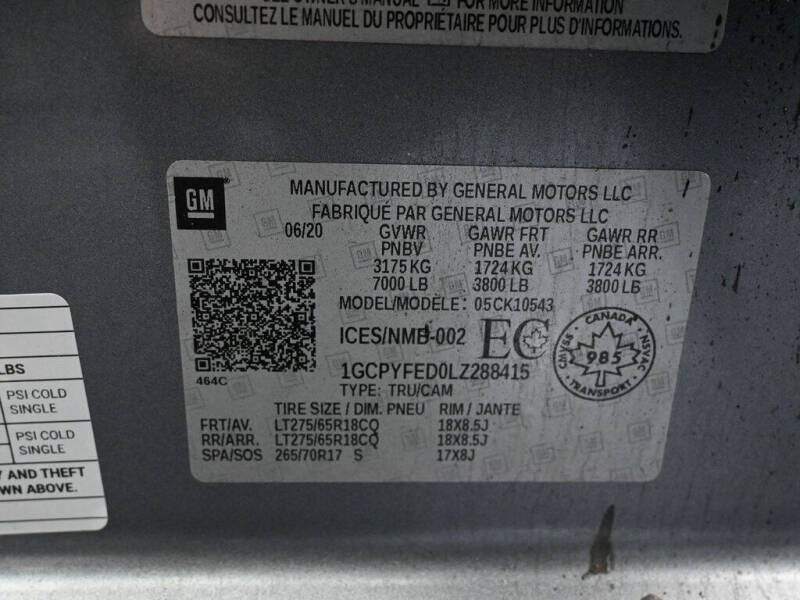 CONSULTEZ LE MANUEL DU PROPRIÉTAIRE POUR PLUS D'INFORMATIONS.
GM
MANUFACTURED BY GENERAL MOTORS LLC
FABRIQUÉ PAR GENERAL MOTORS LLC
06/20 GVWR GAWR FRT GAWR RR
PNBV PNBE AV. PNBE ARR.
3175 KG 1724 KG 1724 KG
7000 LB 3800 LB 3800 LB
MODEL/MODÈLE: 05CK10543
ICES/NMB-002 EC
CANADA
CMVSS 985 NSVAC
TRANSPORT
464C
1GCPYFED0LZ288415
TYPE: TRU/CAM
TIRE SIZE / DIM. PNEU RIM / JANTE
FRT/AV. LT275/65R18CQ 18X8.5J
RR/ARR. LT275/65R18CQ 18X8.5J
SPA/SOS 265/70R17 S 17X8J
LBS
PSI COLD
SINGLE
PSI COLD
SINGLE
AND THEFT
WN ABOVE.